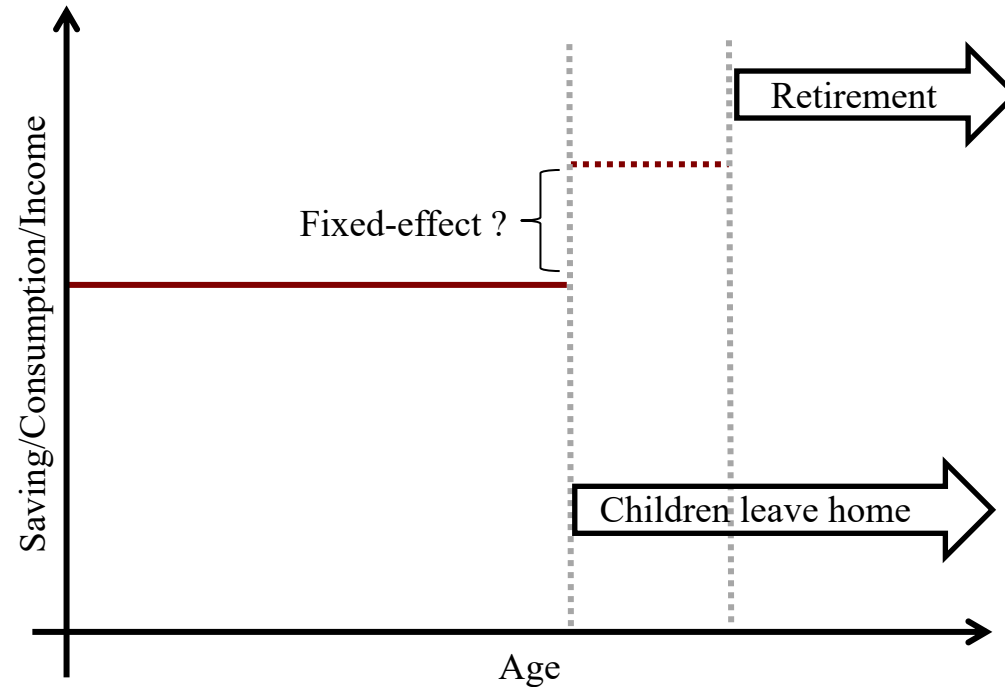 Saving/Consumption/Income
Retirement
Fixed-effect ?
Children leave home
Age